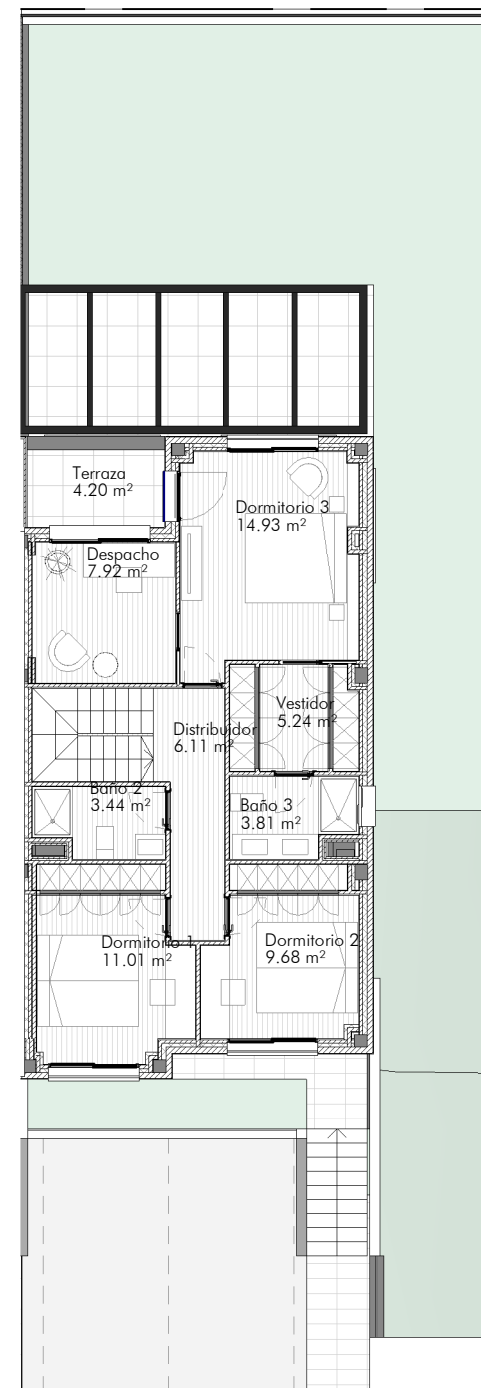 Terraza
4.20 m²
Dormitorio 3
14.93 m²
Despacho
7.92 m²
Vestidor
5.24 m²
Distribuidor
6.11 m²
Baño 2
3.44 m²
Baño 3
3.81 m²
Dormitorio 1
11.01 m²
Dormitorio 2
9.68 m²